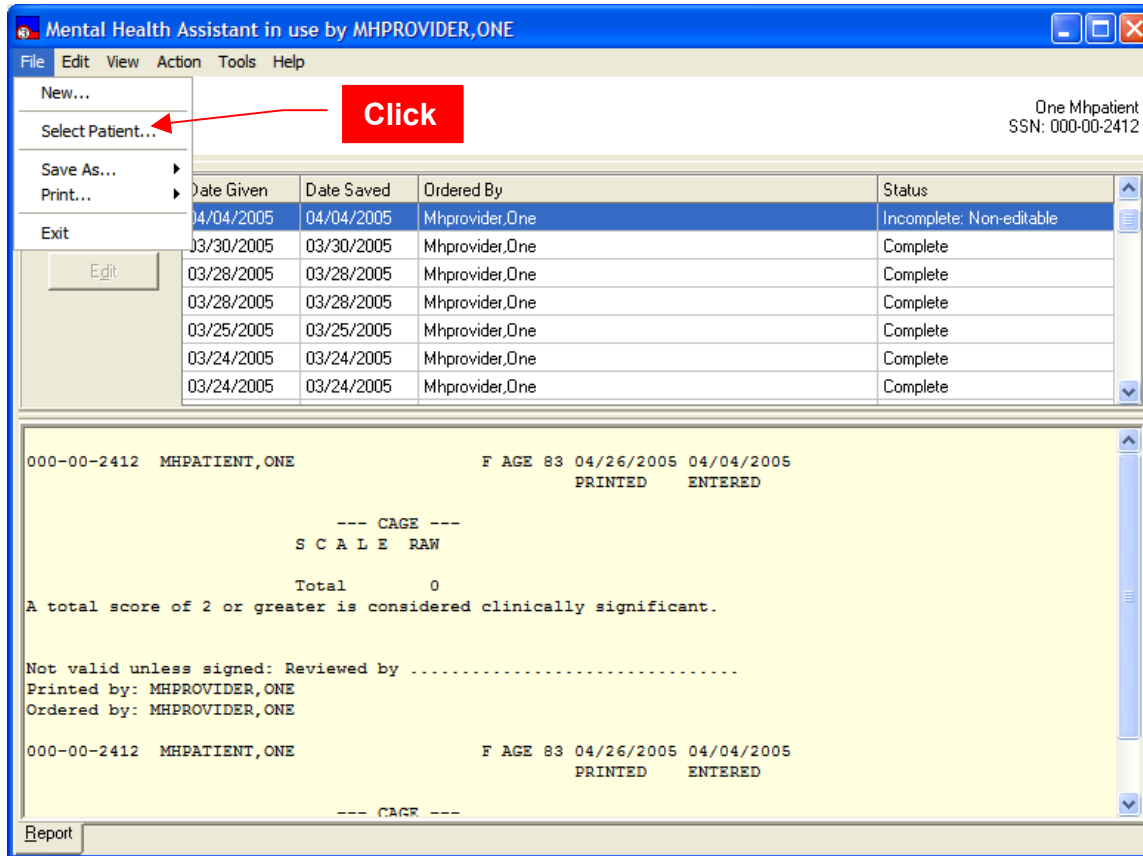 Mental Health Assistant in use by MHPROVIDER,ONE
File Edit View Action Tools Help
New...
Select Patient...
Save As...
Print...
Exit
Click
One Mhpatient
SSN: 000-00-2412
Date Given Date Saved Ordered By Status
04/04/2005 04/04/2005 Mhprovider,One Incomplete: Non-editable
03/30/2005 03/30/2005 Mhprovider,One Complete
Edit
03/28/2005 03/28/2005 Mhprovider,One Complete
03/28/2005 03/28/2005 Mhprovider,One Complete
03/25/2005 03/25/2005 Mhprovider,One Complete
03/24/2005 03/24/2005 Mhprovider,One Complete
03/24/2005 03/24/2005 Mhprovider,One Complete
000-00-2412 MHPATIENT,ONE F AGE 83 04/26/2005 04/04/2005
PRINTED ENTERED
--- CAGE ---
S C A L E RAW
Total 0
A total score of 2 or greater is considered clinically significant.
Not valid unless signed: Reviewed by ................................
Printed by: MHPROVIDER,ONE
Ordered by: MHPROVIDER,ONE
000-00-2412 MHPATIENT,ONE F AGE 83 04/26/2005 04/04/2005
PRINTED ENTERED
--- CAGE ---
Report